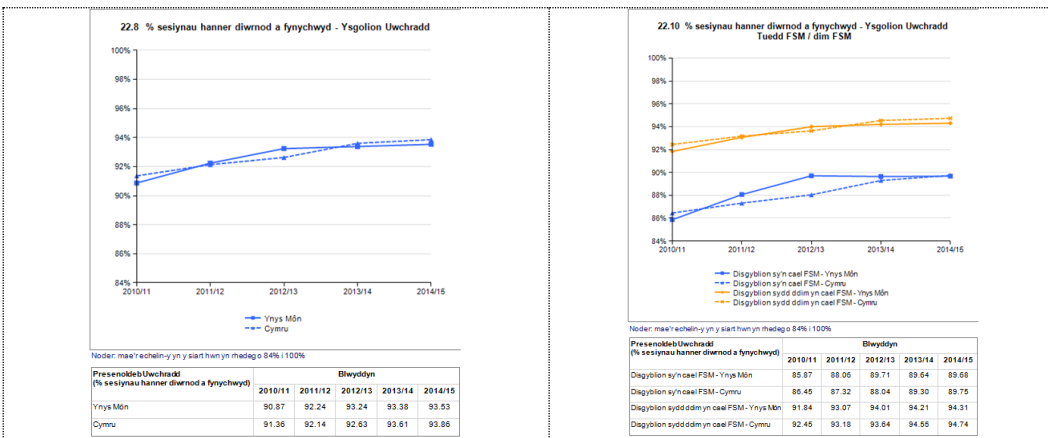 22.8 % sesiynau hanner diwrnod a fynychwyd - Ysgolion Uwchradd
100%
98%
96%
94%
92%
90%
88%
86%
84%
2010/11 2011/12 2012/13 2013/14 2014/15
Ynys Môn
Cymru
Noder: mae'r echelin-y yn y siart hwn yn rhedeg o 84% i 100%
Presenoldeb Uwchradd
(% sesiynau hanner diwrnod a fynychwyd)
Blwyddyn
2010/11 2011/12 2012/13 2013/14 2014/15
Ynys Môn 90.87 92.24 93.24 93.38 93.53
Cymru 91.36 92.14 92.63 93.61 93.86
22.10 % sesiynau hanner diwrnod a fynychwyd - Ysgolion Uwchradd
Tuedd FSM / dim FSM
100%
98%
96%
94%
92%
90%
88%
86%
84%
2010/11 2011/12 2012/13 2013/14 2014/15
Disgyblion sy'n cael FSM - Ynys Môn
Disgyblion sy'n cael FSM - Cymru
Disgyblion sydd ddim yn cael FSM - Ynys Môn
Disgyblion sydd ddim yn cael FSM - Cymru
Noder: mae'r echelin-y yn y siart hwn yn rhedeg o 84% i 100%
Presenoldeb Uwchradd
(% sesiynau hanner diwrnod a fynychwyd)
Blwyddyn
2010/11 2011/12 2012/13 2013/14 2014/15
Disgyblion sy'n cael FSM - Ynys Môn 85.87 88.06 89.71 89.64 89.68
Disgyblion sy'n cael FSM - Cymru 86.45 87.32 88.04 89.30 89.75
Disgyblion sydd ddim yn cael FSM - Ynys Môn 91.84 93.07 94.01 94.21 94.31
Disgyblion sydd ddim yn cael FSM - Cymru 92.45 93.18 93.64 94.55 94.74